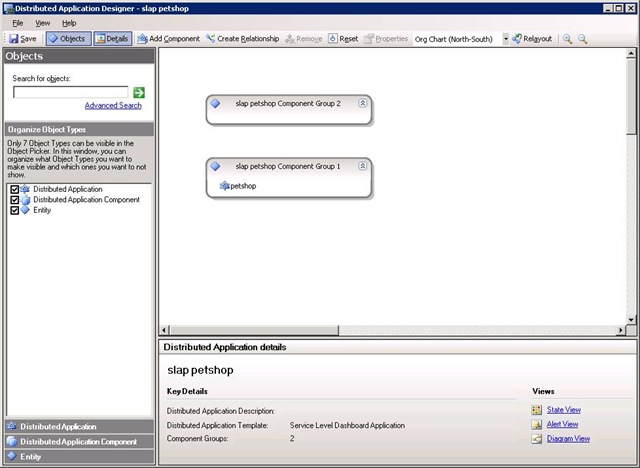 Distributed Application Designer - slap petshop
File View Help
Save Objects Details Add Component Create Relationship Remove Reset Properties Org Chart (North-South) Relayout
Objects
Search for objects:
Advanced Search
Organize Object Types
Only 7 Object Types can be visible in the
Object Picker. In this window, you can
organize what Object Types you want to
make visible and which ones you want to not
show.
Distributed Application
Distributed Application Component
Entity
Distributed Application
Distributed Application Component
Entity
slap petshop Component Group 2
slap petshop Component Group 1
petshop
Distributed Application details
slap petshop
Key Details
Distributed Application Description:
Distributed Application Template: Service Level Dashboard Application
Component Groups: 2
Views
State View
Alert View
Diagram View